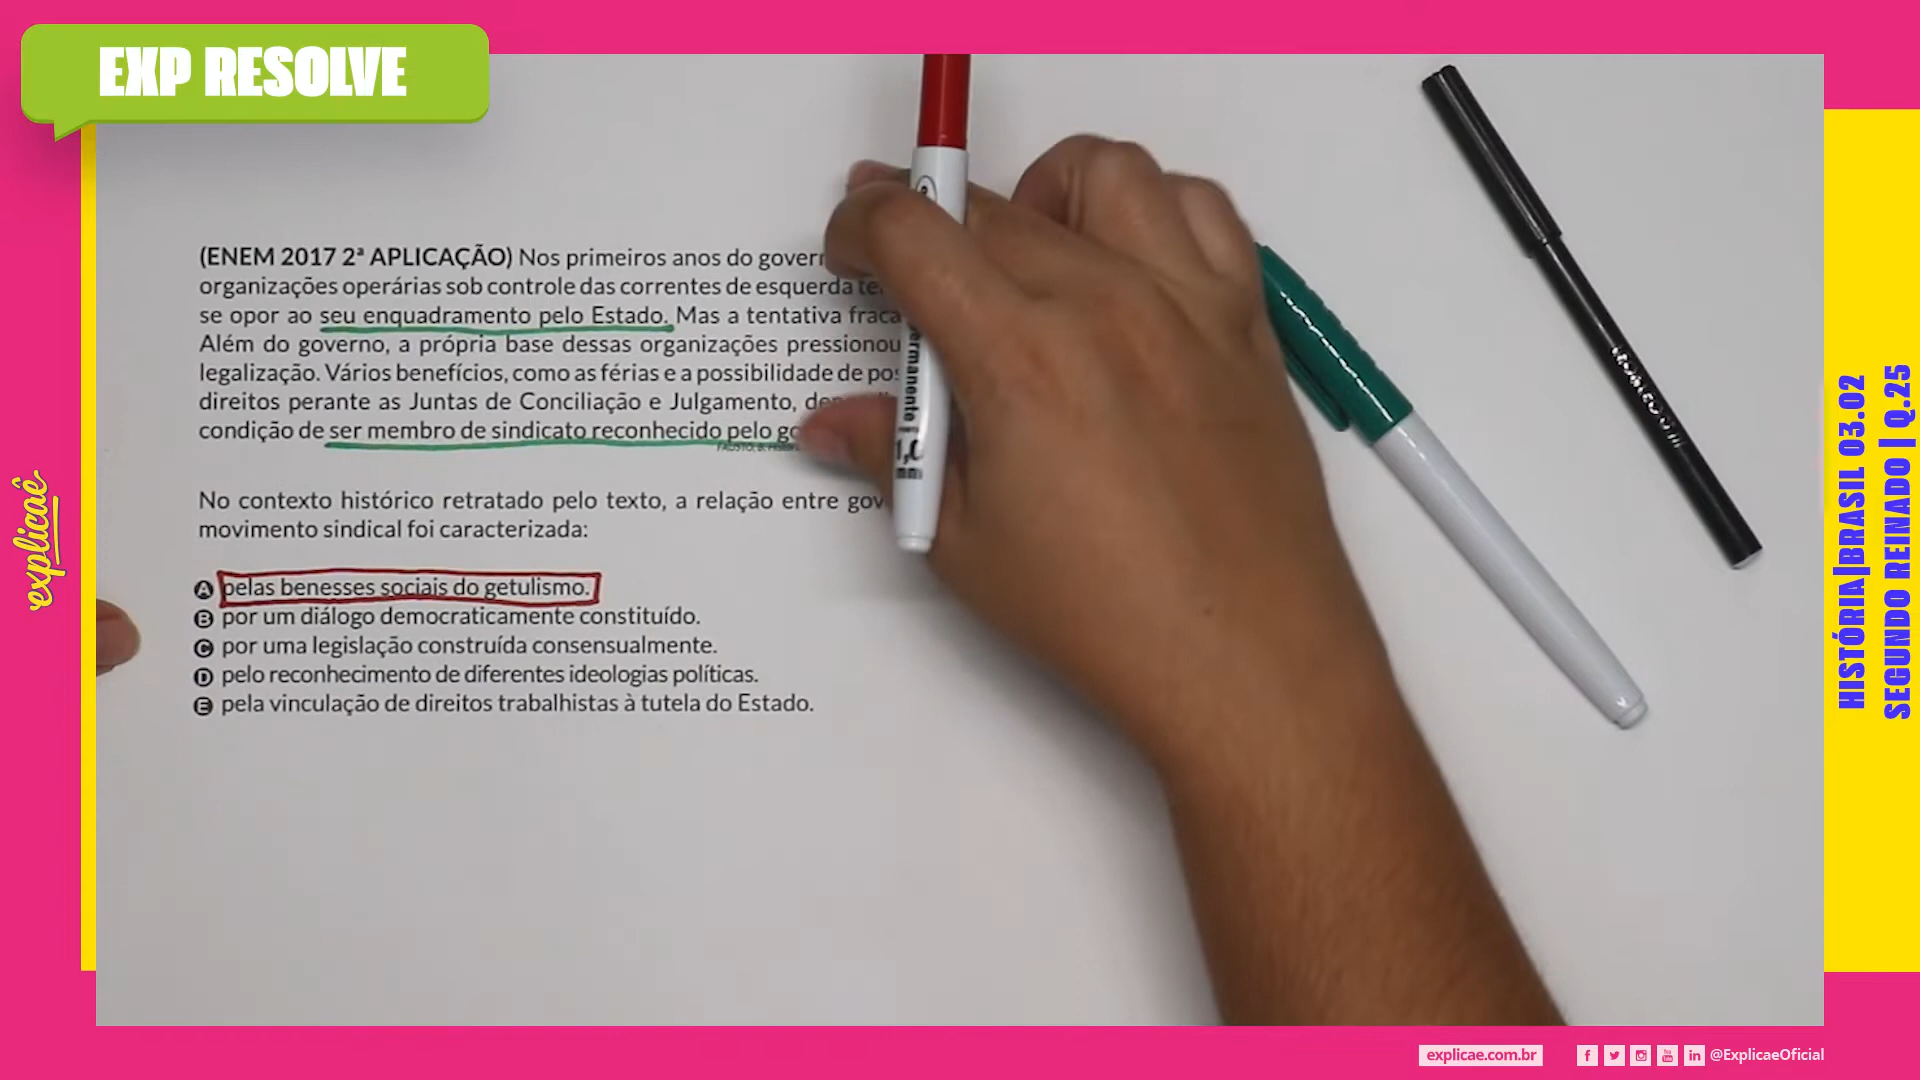 EXP RESOLVE
(ENEM 2017 2ª APLICAÇÃO) Nos primeiros anos do
organizações operárias sob controle das correntes de esquerda
se opor ao seu enquadramento pelo Estado. Mas a tentativa
Além do governo, a própria base dessas organizações pressionou
legalização. Vários benefícios, como as férias e a possibilidade de
direitos perante as Juntas de Conciliação e Julgamento,
condição de ser membro de sindicato reconhecido pelo
FAUSTO, B.
No contexto histórico retratado pelo texto, a relação entre
movimento sindical foi caracterizada:
A pelas benesses sociais do getulismo.
B por um diálogo democraticamente constituído.
C por uma legislação construída consensualmente.
D pelo reconhecimento de diferentes ideologias políticas.
E pela vinculação de direitos trabalhistas à tutela do Estado.
permanente
1,0
mm
explicaê
HISTÓRIA|BRASIL 03.02
SEGUNDO REINADO | Q.25
explicae.com.br
@ExplicaeOficial